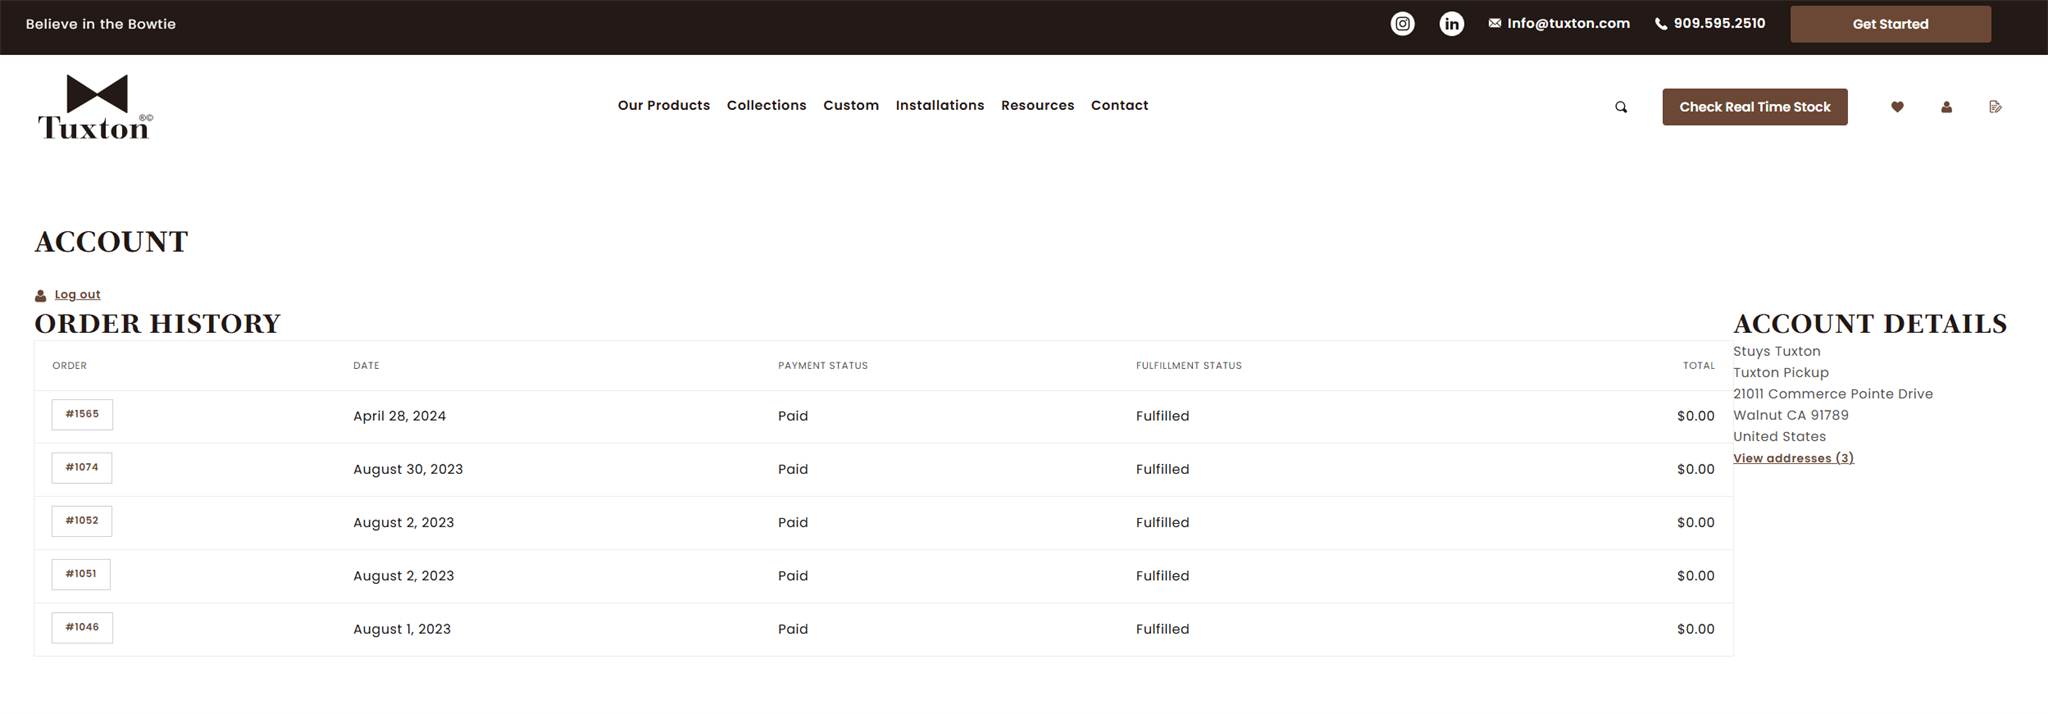 Believe in the Bowtie
Info@tuxton.com 909.595.2510 Get Started
Tuxton®©
Our Products Collections Custom Installations Resources Contact
Check Real Time Stock
ACCOUNT
Log out
ORDER HISTORY
ORDER DATE PAYMENT STATUS FULFILLMENT STATUS TOTAL
#1565 April 28, 2024 Paid Fulfilled $0.00
#1074 August 30, 2023 Paid Fulfilled $0.00
#1052 August 2, 2023 Paid Fulfilled $0.00
#1051 August 2, 2023 Paid Fulfilled $0.00
#1046 August 1, 2023 Paid Fulfilled $0.00
ACCOUNT DETAILS
Stuys Tuxton
Tuxton Pickup
21011 Commerce Pointe Drive
Walnut CA 91789
United States
View addresses (3)